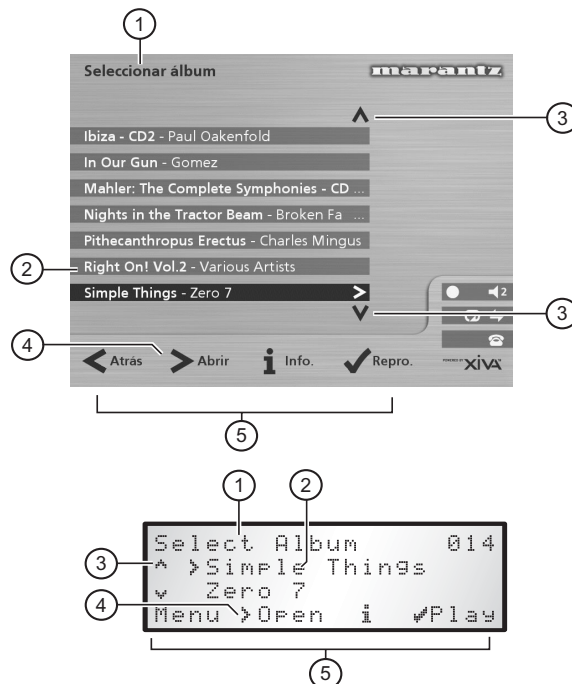 1
Seleccionar álbum marantz
3
Ibiza - CD2 - Paul Oakenfold
In Our Gun - Gomez
Mahler: The Complete Symphonies - CD ...
Nights in the Tractor Beam - Broken Fa ...
Pithecanthropus Erectus - Charles Mingus
2
Right On! Vol.2 - Various Artists
Simple Things - Zero 7 >
2
3
4
Atrás Abrir i Info. Repro.
POWERED BY XiVA
5
1 2
Select Album 014
3
^ >Simple Things
v Zero 7
4
Menu >Open i ✔Play
5